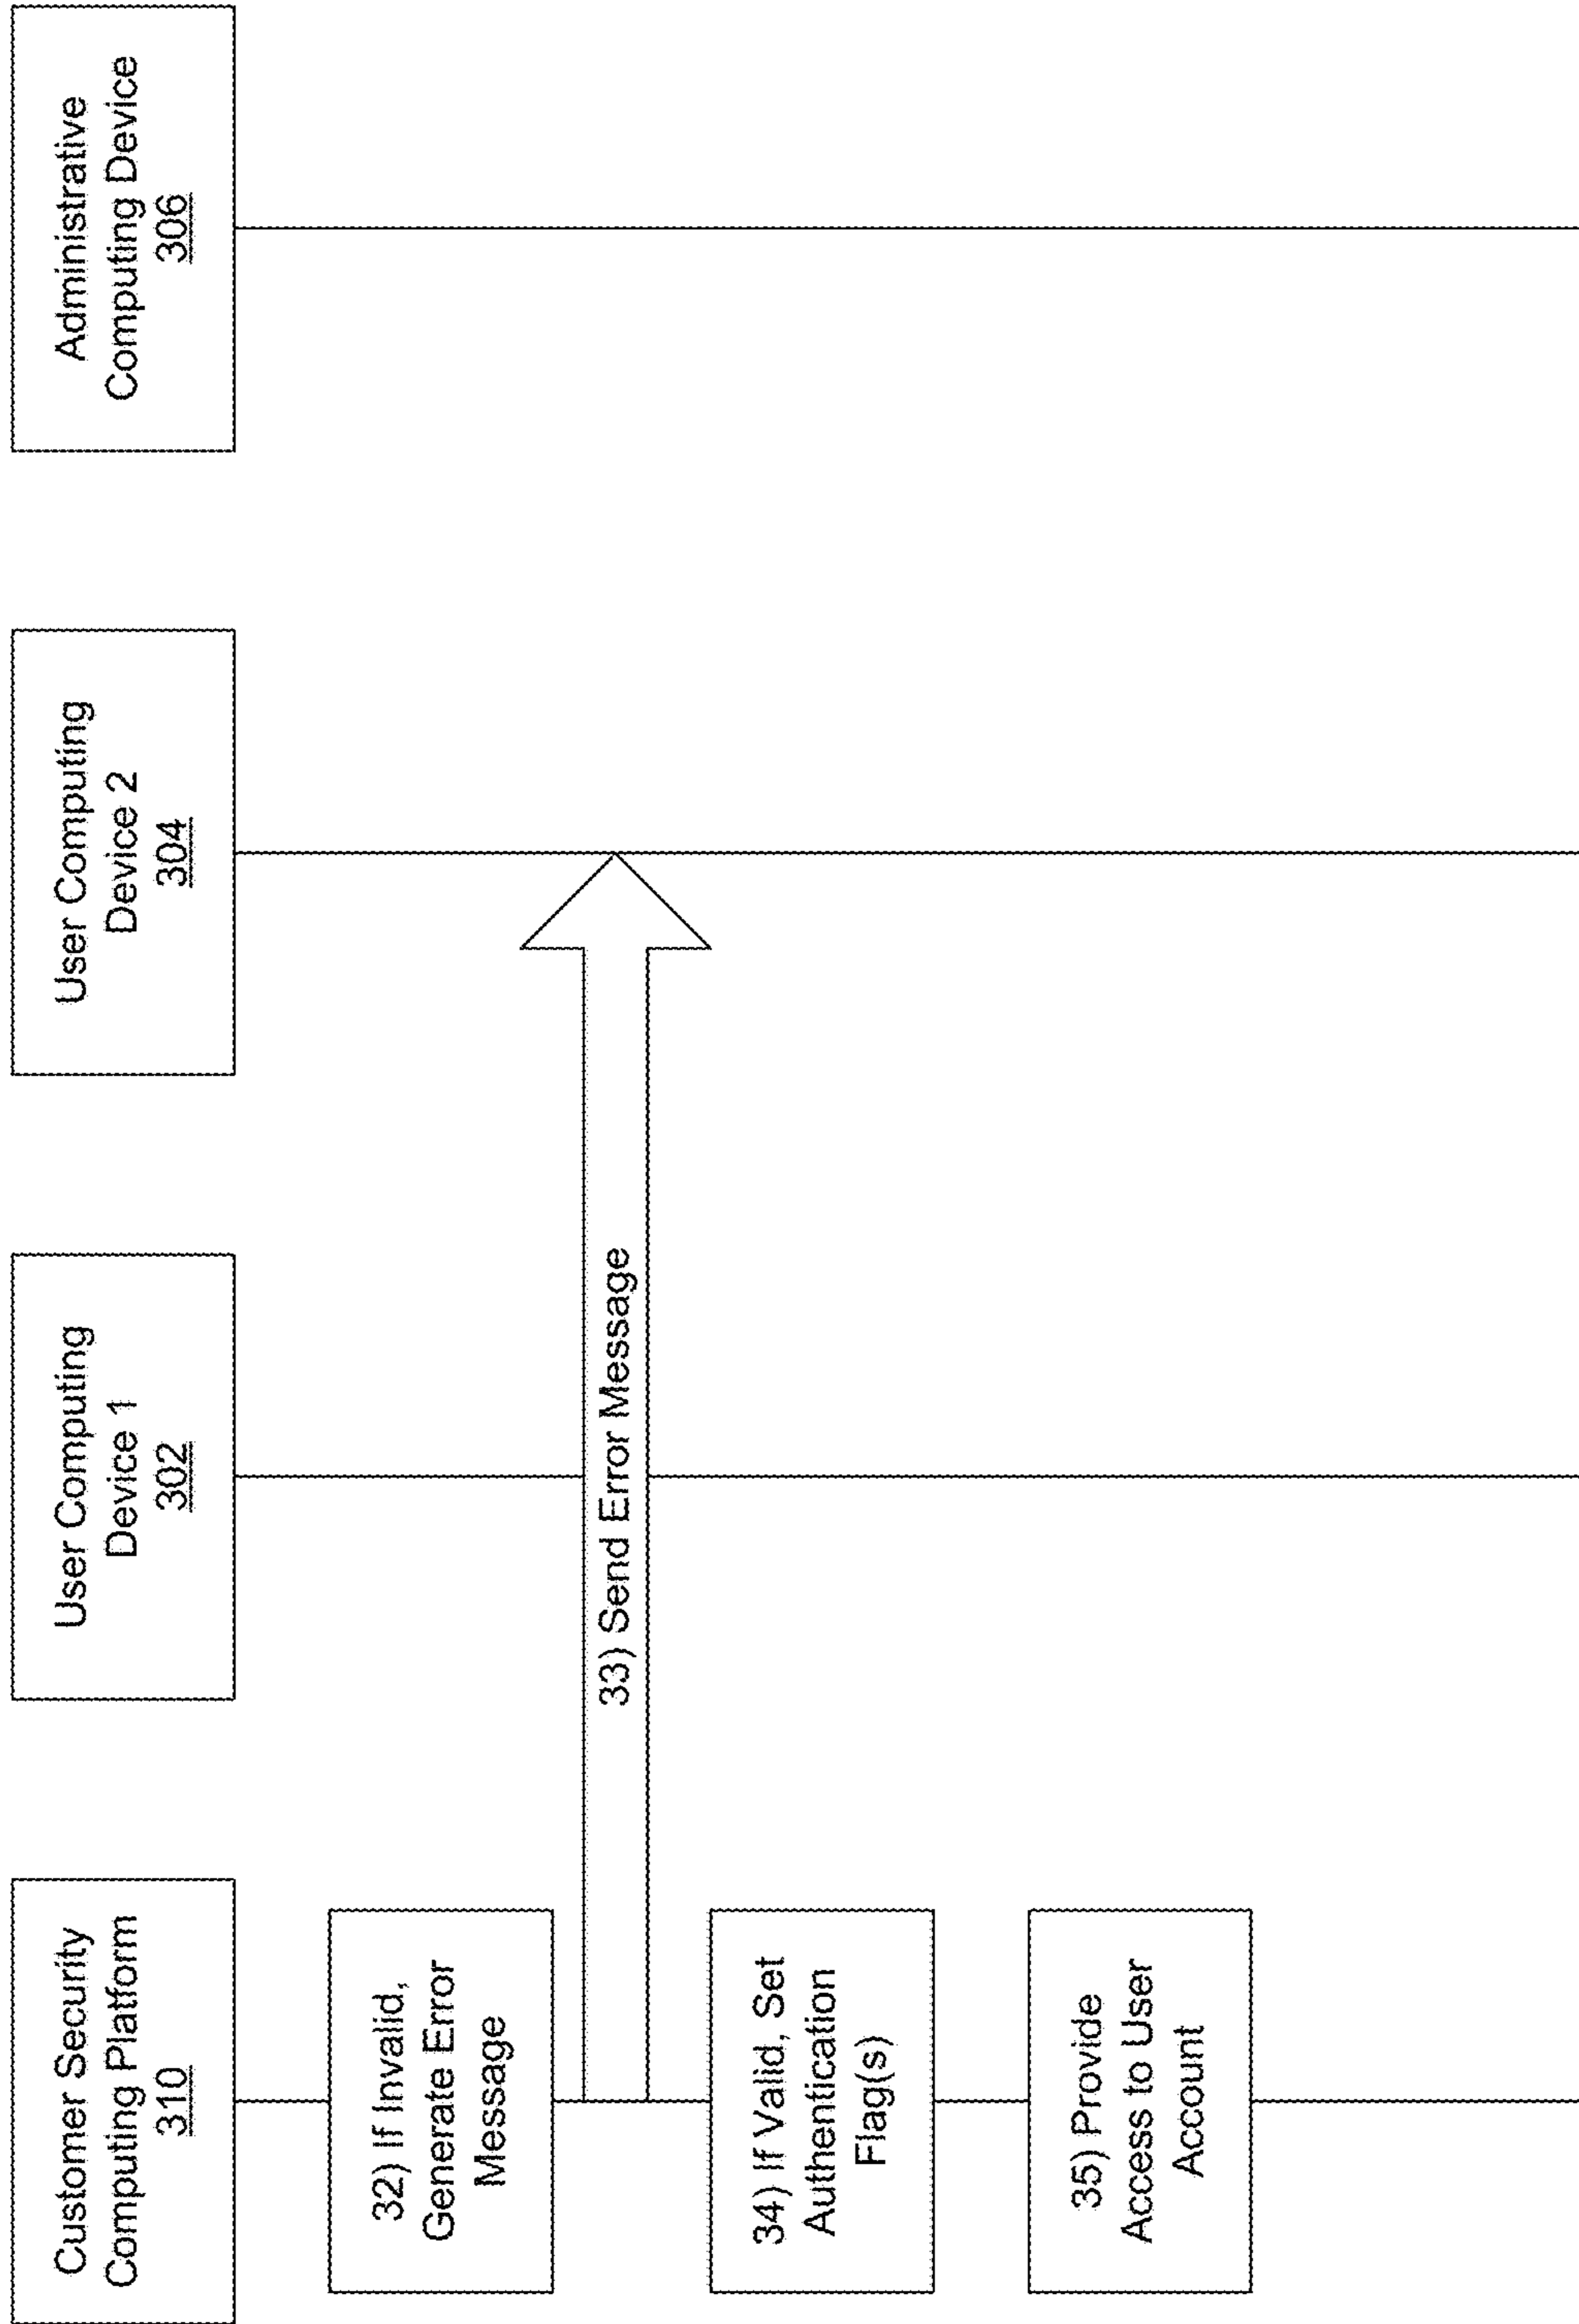 Customer Security
Computing Platform
310
User Computing
Device 1
302
User Computing
Device 2
304
Administrative
Computing Device
306
32) If Invalid,
Generate Error
Message
33) Send Error Message
34) If Valid, Set
Authentication
Flag(s)
35) Provide
Access to User
Account